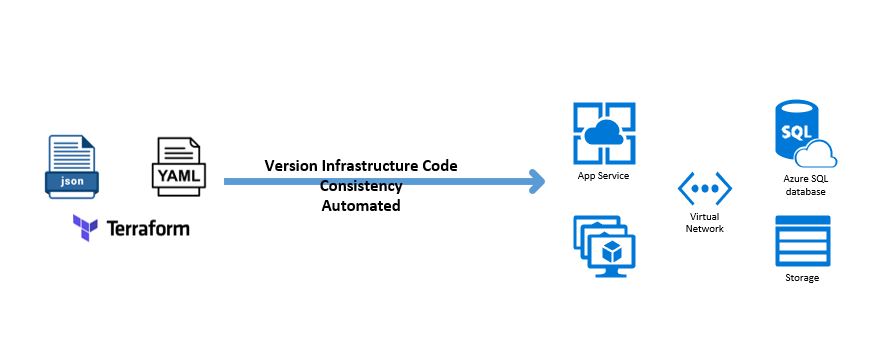 json
YAML
Terraform
Version Infrastructure Code
Consistency
Automated
App Service
Virtual
Network
SQL
Azure SQL
database
Storage